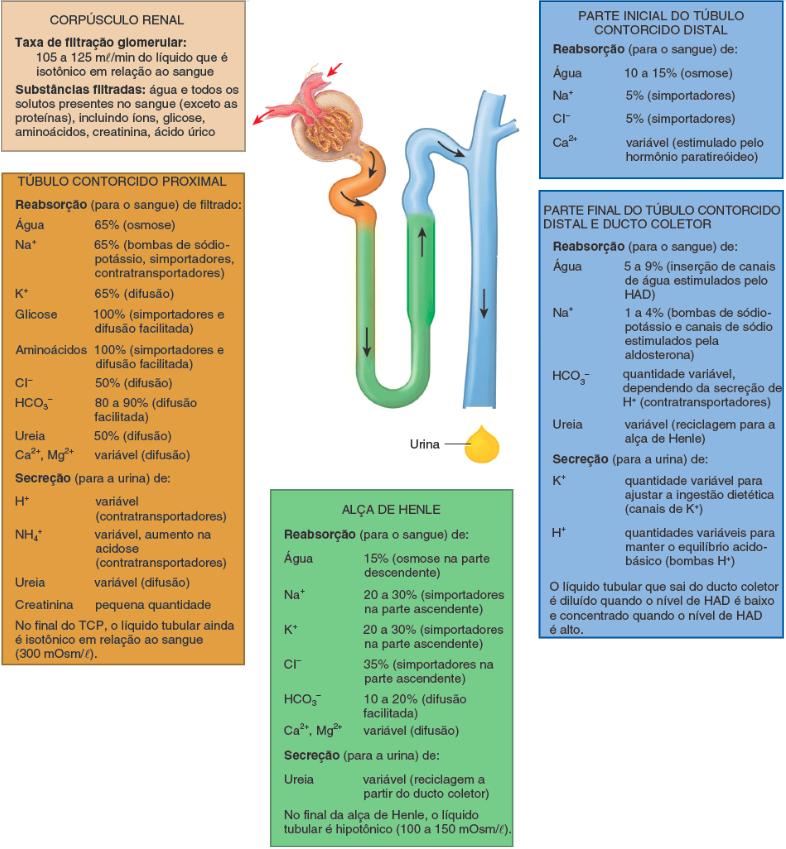 CORPÚSCULO RENAL
Taxa de filtração glomerular:
105 a 125 mℓ/min do líquido que é
isotônico em relação ao sangue
Substâncias filtradas: água e todos os
solutos presentes no sangue (exceto as
proteínas), incluindo íons, glicose,
aminoácidos, creatinina, ácido úrico
TÚBULO CONTORCIDO PROXIMAL
Reabsorção (para o sangue) de filtrado:
Água 65% (osmose)
Na⁺ 65% (bombas de sódio-
potássio, simportadores,
contratransportadores)
K⁺ 65% (difusão)
Glicose 100% (simportadores e
difusão facilitada)
Aminoácidos 100% (simportadores e
difusão facilitada)
Cl⁻ 50% (difusão)
HCO₃⁻ 80 a 90% (difusão
facilitada)
Ureia 50% (difusão)
Ca²⁺, Mg²⁺ variável (difusão)
Secreção (para a urina) de:
H⁺ variável
(contratransportadores)
NH₄⁺ variável, aumento na
acidose
(contratransportadores)
Ureia variável (difusão)
Creatinina pequena quantidade
No final do TCP, o líquido tubular ainda
é isotônico em relação ao sangue
(300 mOsm/ℓ).
Urina
ALÇA DE HENLE
Reabsorção (para o sangue) de:
Água 15% (osmose na parte
descendente)
Na⁺ 20 a 30% (simportadores
na parte ascendente)
K⁺ 20 a 30% (simportadores
na parte ascendente)
Cl⁻ 35% (simportadores na
parte ascendente)
HCO₃⁻ 10 a 20% (difusão
facilitada)
Ca²⁺, Mg²⁺ variável (difusão)
Secreção (para a urina) de:
Ureia variável (reciclagem a
partir do ducto coletor)
No final da alça de Henle, o líquido
tubular é hipotônico (100 a 150 mOsm/ℓ).
PARTE INICIAL DO TÚBULO
CONTORCIDO DISTAL
Reabsorção (para o sangue) de:
Água 10 a 15% (osmose)
Na⁺ 5% (simportadores)
Cl⁻ 5% (simportadores)
Ca²⁺ variável (estimulado pelo
hormônio paratireóideo)
PARTE FINAL DO TÚBULO CONTORCIDO
DISTAL E DUCTO COLETOR
Reabsorção (para o sangue) de:
Água 5 a 9% (inserção de canais
de água estimulados pelo
HAD)
Na⁺ 1 a 4% (bombas de sódio-
potássio e canais de sódio
estimulados pela
aldosterona)
HCO₃⁻ quantidade variável,
dependendo da secreção de
H⁺ (contratransportadores)
Ureia variável (reciclagem para a
alça de Henle)
Secreção (para a urina) de:
K⁺ quantidade variável para
ajustar a ingestão dietética
(canais de K⁺)
H⁺ quantidades variáveis para
manter o equilíbrio acido-
básico (bombas H⁺)
O líquido tubular que sai do ducto coletor
é diluído quando o nível de HAD é baixo
e concentrado quando o nível de HAD
é alto.